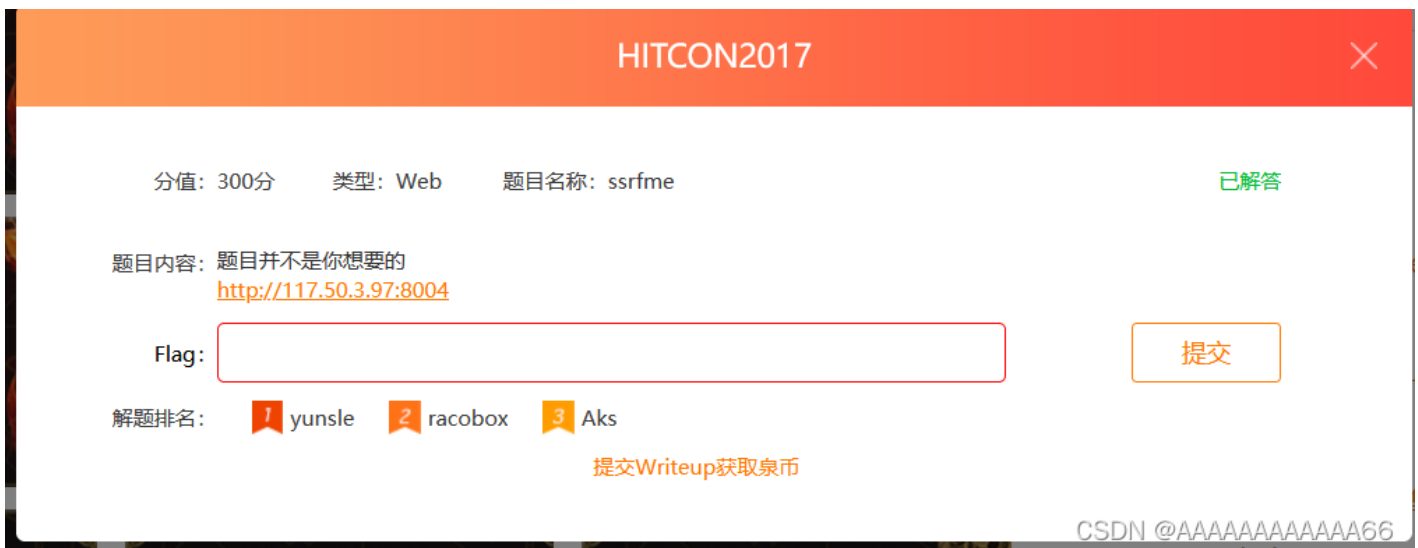 HITCON2017
分值：300分 类型：Web 题目名称：ssrfme 已解答
题目内容：题目并不是你想要的
http://117.50.3.97:8004
Flag： 提交
解题排名： 1 yunsle 2 racobox 3 Aks
提交Writeup获取泉币
CSDN @AAAAAAAAAAAA66